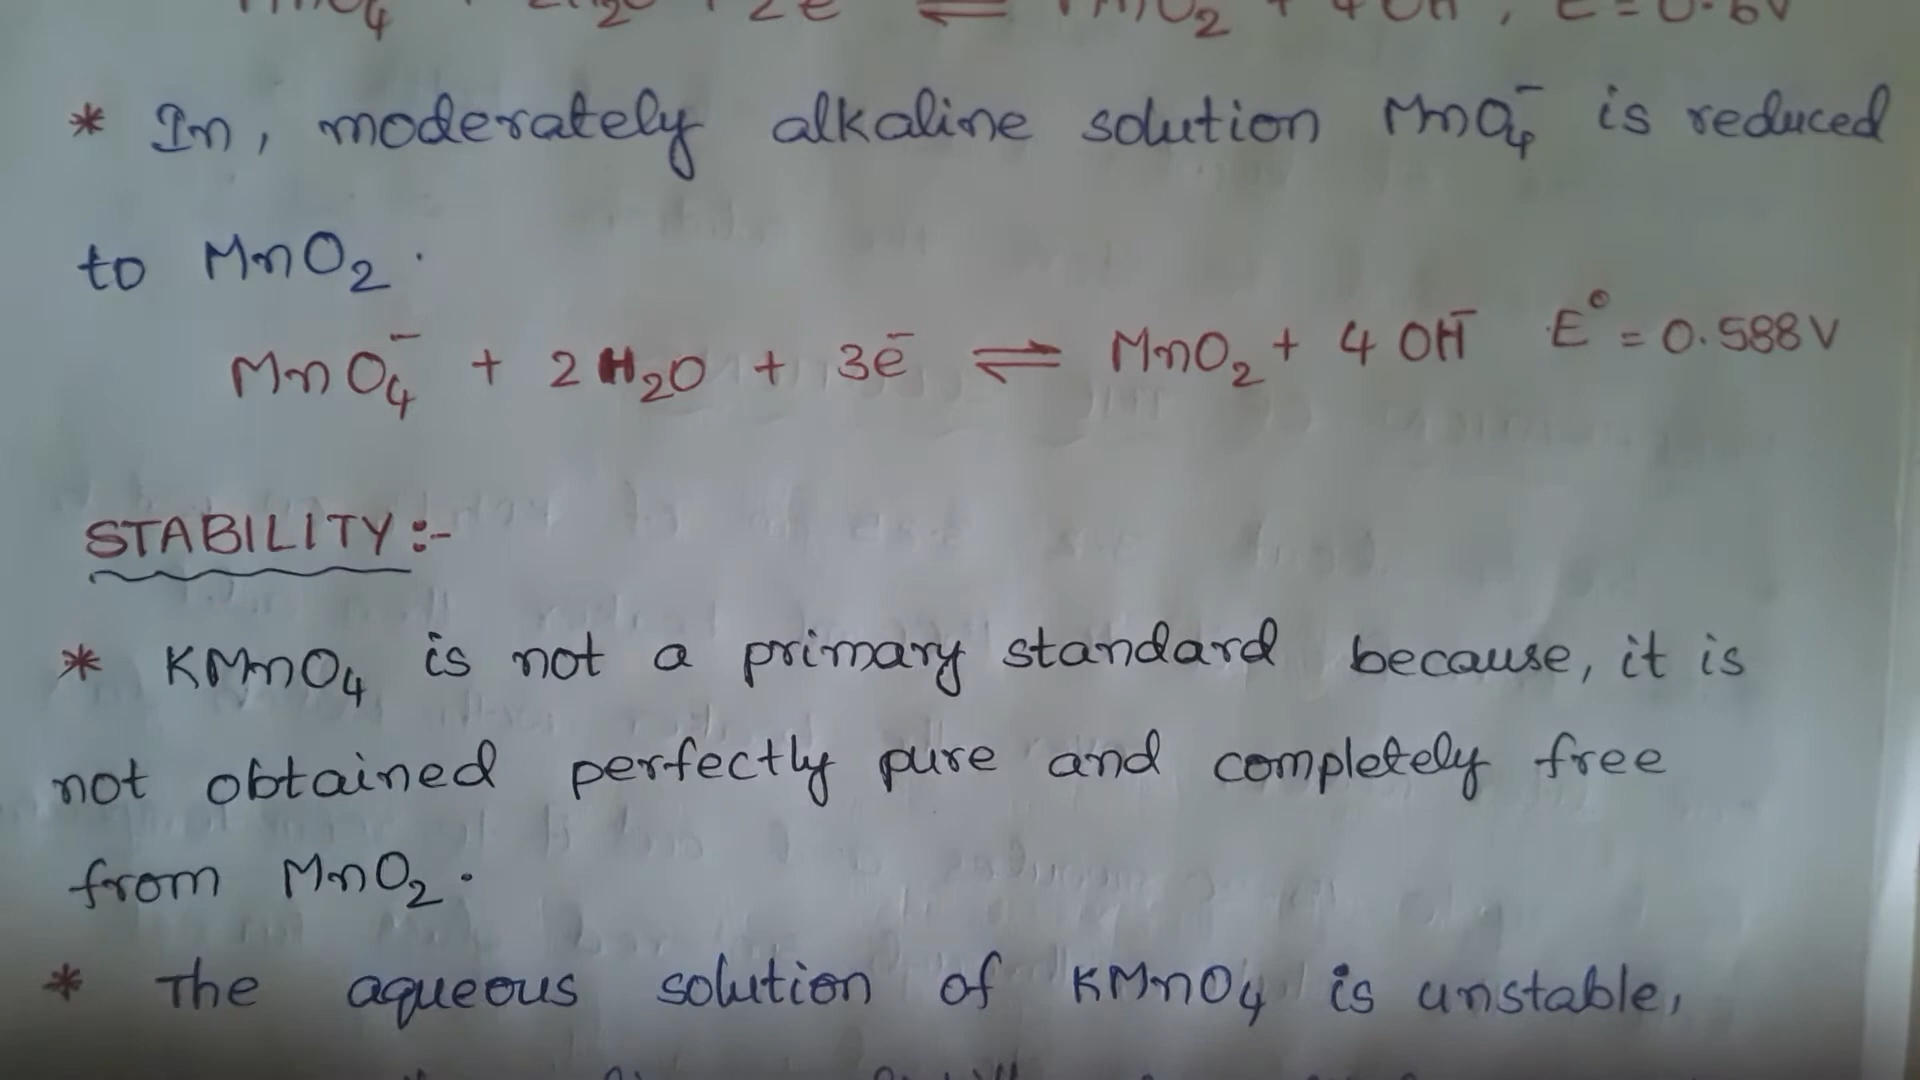 * In, moderately alkaline solution MnO₄⁻ is reduced
to MnO₂.
MnO₄⁻ + 2H₂O + 3e⁻ ⇌ MnO₂ + 4OH⁻ E° = 0.588V
STABILITY :-
* KMnO₄ is not a primary standard because, it is
not obtained perfectly pure and completely free
from MnO₂.
* The aqueous solution of KMnO₄ is unstable,